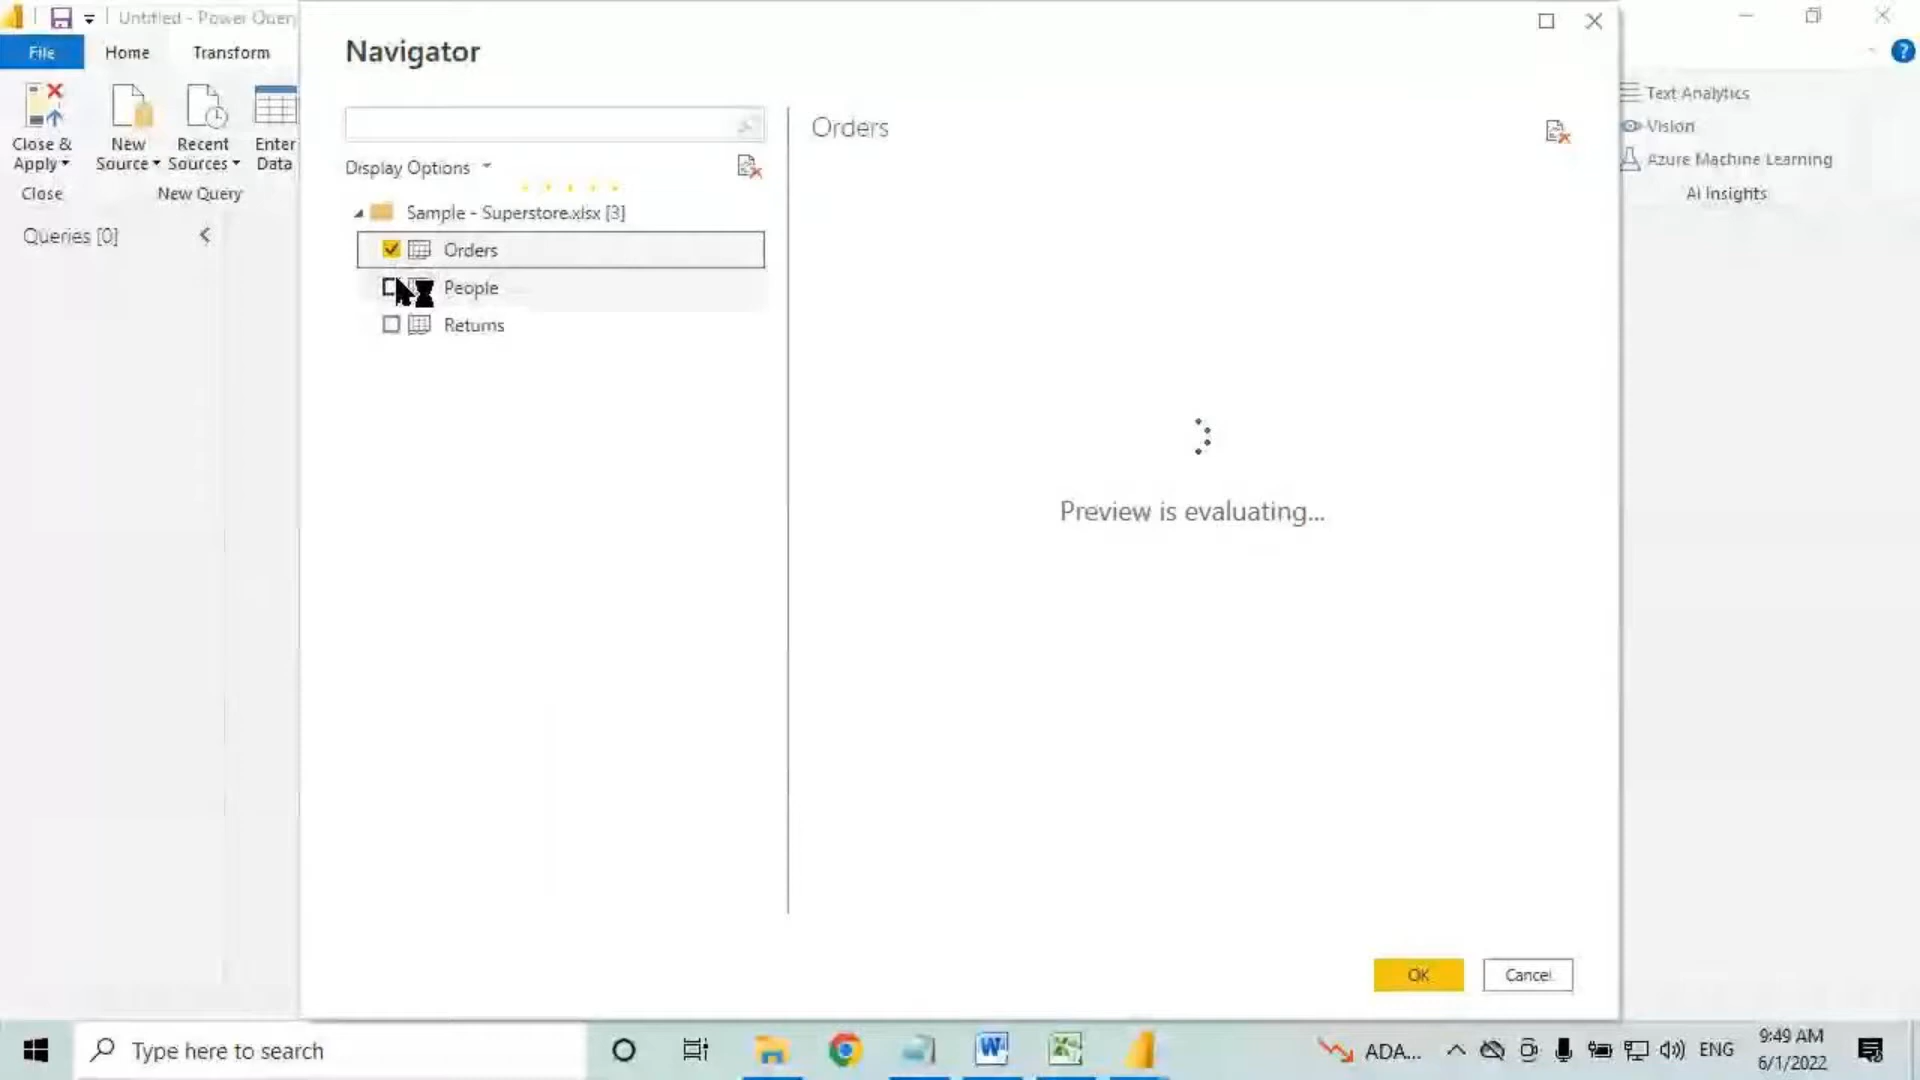 Untitled - Power Quer
File
Home
Transform
Close &
Apply
New
Source
Recent
Sources
Enter
Data
Close
New Query
Queries [0]
Navigator
Display Options
Sample - Superstore.xlsx [3]
Orders
People
Returns
Orders
Preview is evaluating...
OK
Cancel
?
Text Analytics
Vision
Azure Machine Learning
AI Insights
Type here to search
ADA...
ENG
9:49 AM
6/1/2022